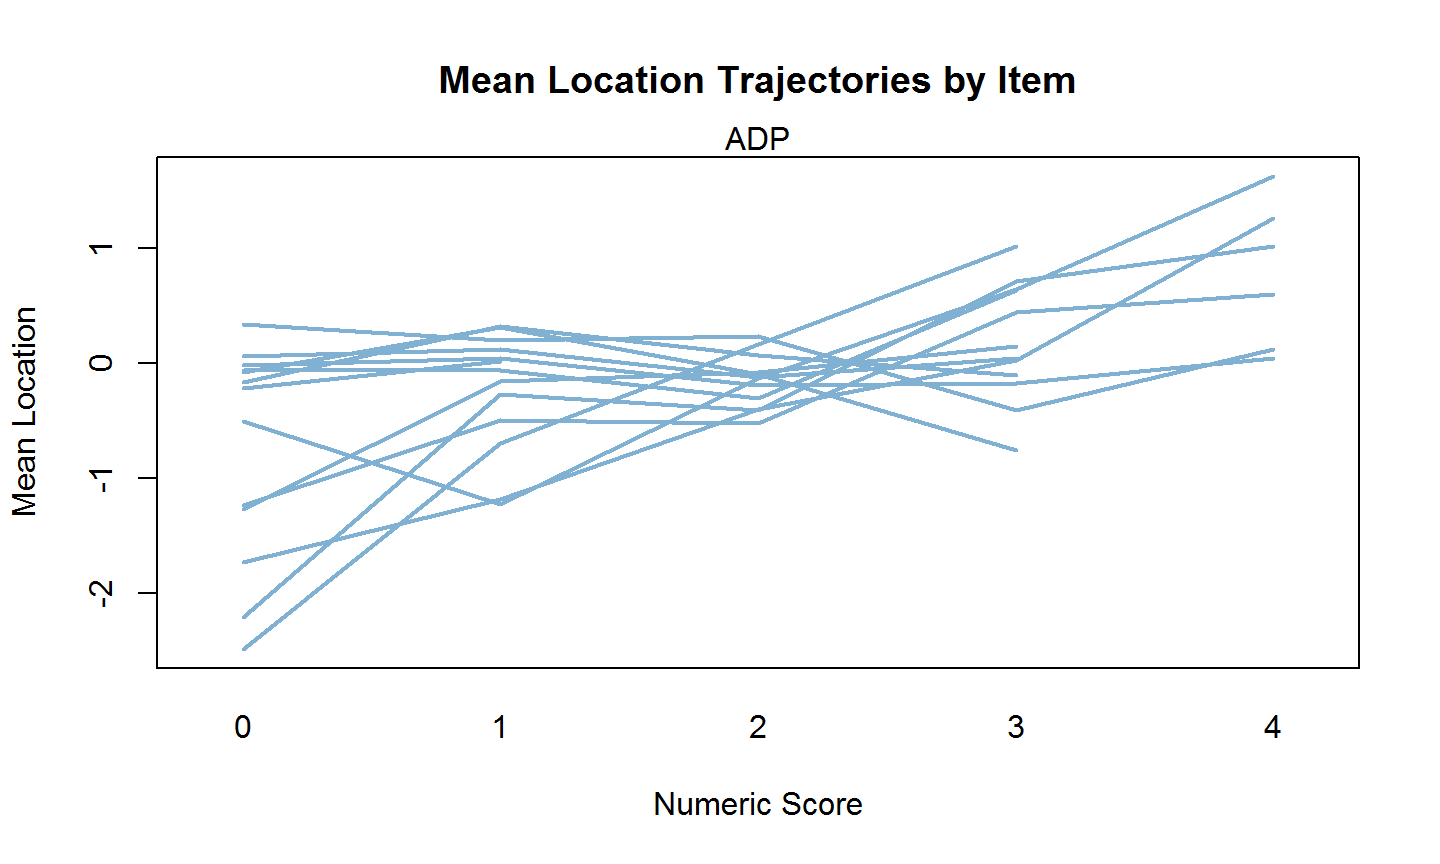 Mean Location Trajectories by Item
ADP
1
0
-1
-2
Mean Location
0 1 2 3 4
Numeric Score